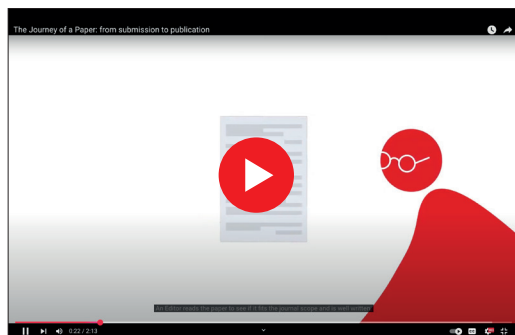 The Journey of a Paper: from submission to publication
An Editor reads the paper to see if it fits the journal scope and is well written
0:22 / 2:13